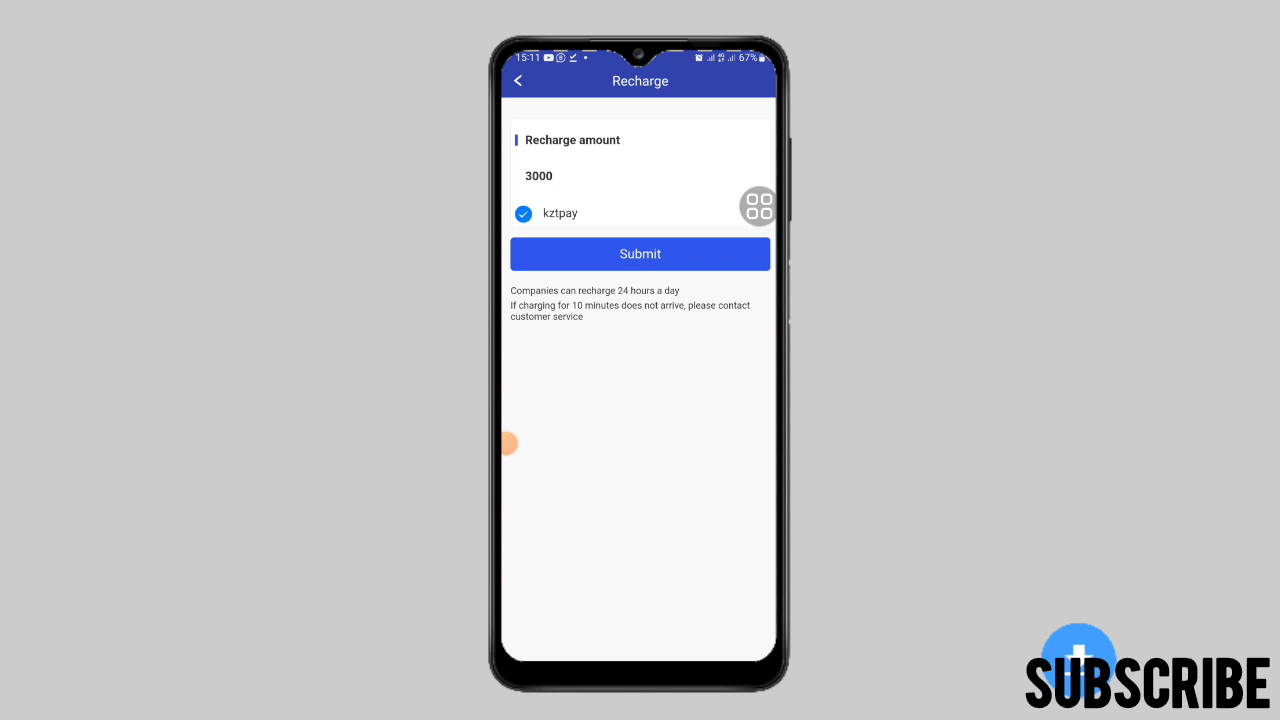 15:11
67%
Recharge
Recharge amount
3000
kztpay
Submit
Companies can recharge 24 hours a day
If charging for 10 minutes does not arrive, please contact
customer service
SUBSCRIBE